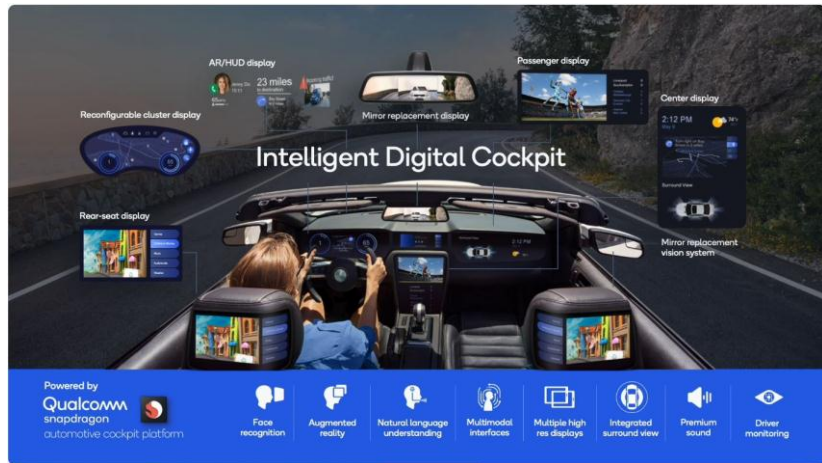 AR/HUD display
23 miles
to destination
Passenger display
Reconfigurable cluster display
Mirror replacement display
Center display
2:12 PM
Intelligent Digital Cockpit
Surround View
Rear-seat display
Mirror replacement
vision system
2:12 PM
Powered by
Qualcomm
snapdragon
automotive cockpit platform
Face
recognition
Augmented
reality
Natural language
understanding
Multimodal
interfaces
Multiple high
res displays
Integrated
surround view
Premium
sound
Driver
monitoring